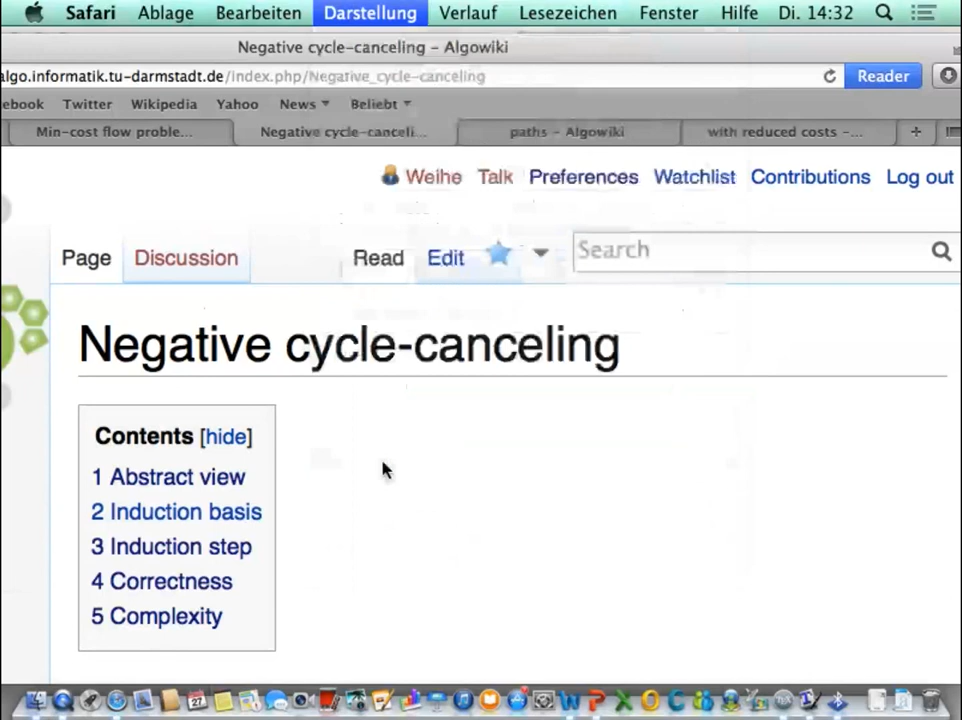 Safari Ablage Bearbeiten Darstellung Verlauf Lesezeichen Fenster Hilfe Di. 14:32
Negative cycle-canceling – Algowiki
algo.informatik.tu-darmstadt.de/index.php/Negative_cycle-canceling Reader
ebook Twitter Wikipedia Yahoo News Beliebt
Min-cost flow proble... Negative cycle-canceli... paths – Algowiki with reduced costs –... +
Weihe Talk Preferences Watchlist Contributions Log out
Page Discussion Read Edit Search
Negative cycle-canceling
Contents [hide]
1 Abstract view
2 Induction basis
3 Induction step
4 Correctness
5 Complexity